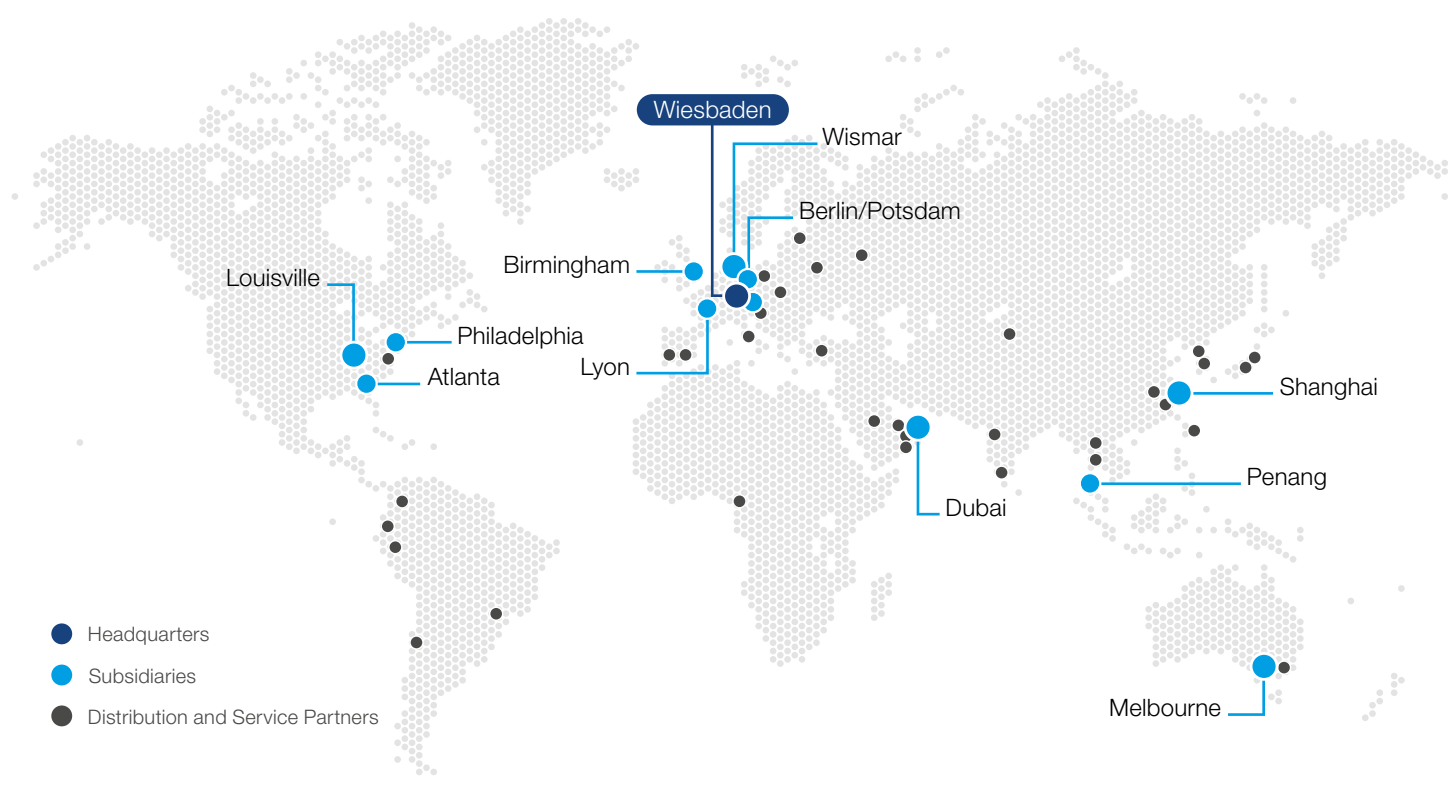 Wiesbaden
Wismar
Berlin/Potsdam
Birmingham
Louisville
Philadelphia
Lyon
Atlanta
Shanghai
Penang
Dubai
Headquarters
Subsidiaries
Melbourne
Distribution and Service Partners